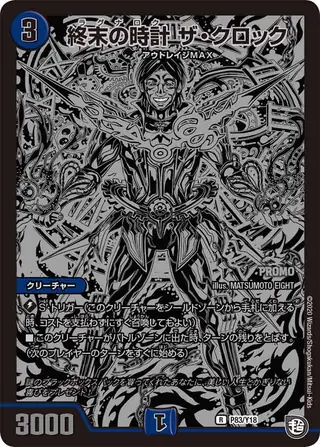 3
ラグナロク
終末の時計 ザ・クロック
アウトレイジMAX
PROMO
illus. MATSUMOTO EIGHT
クリーチャー
S・トリガー(このクリーチャーをシールドゾーンから手札に加える
時、コストを支払わずにすぐ召喚してもよい)
■このクリーチャーがバトルゾーンに出た時、ターンの残りをとばす。
(次のプレイヤーのターンをすぐに始める)
3000
R
P83/Y18
©2020 Wizards/Shogakukan/Mitsui-Kids